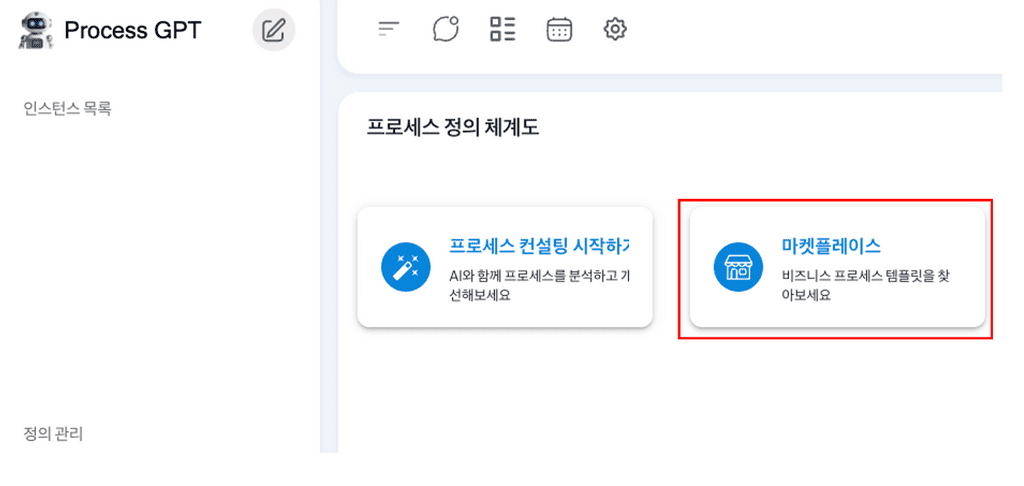 Process GPT
인스턴스 목록
프로세스 정의 체계도
프로세스 컨설팅 시작하
AI와 함께 프로세스를 분석하고 개
선해보세요
마켓플레이스
비즈니스 프로세스 템플릿을 찾
아보세요
정의 관리